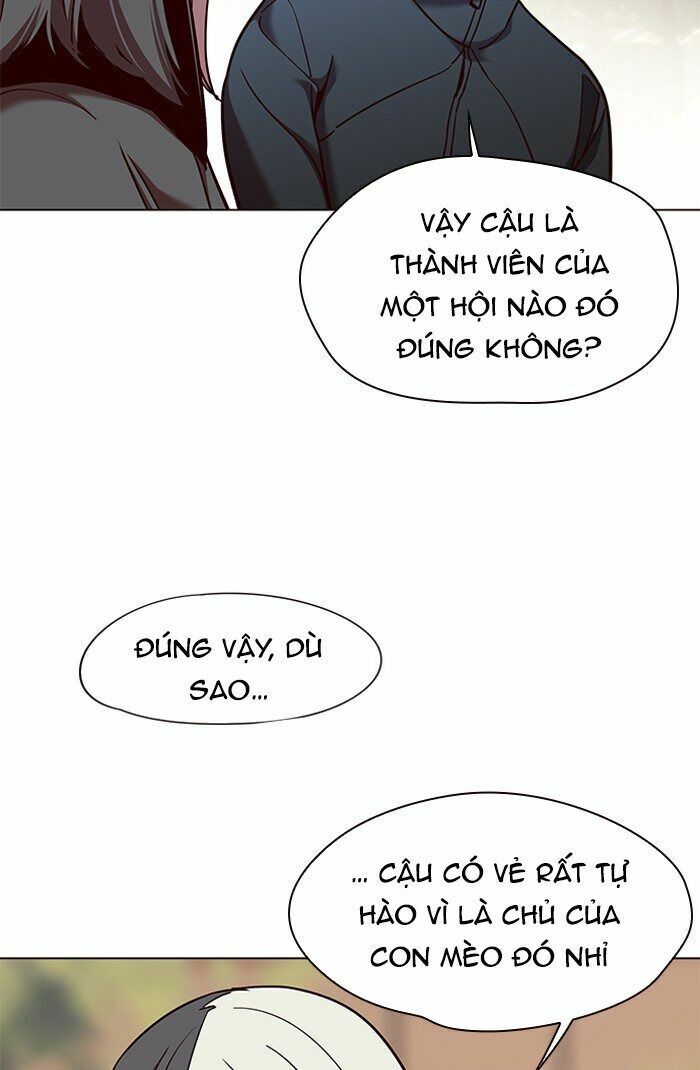 VẬY CẬU LÀ
THÀNH VIÊN CỦA
MỘT HỘI NÀO ĐÓ
ĐÚNG KHÔNG?
ĐÚNG VẬY, DÙ
SAO...
... CẬU CÓ VẺ RẤT TỰ
HÀO VÌ LÀ CHỦ CỦA
CON MÈO ĐÓ NHỈ